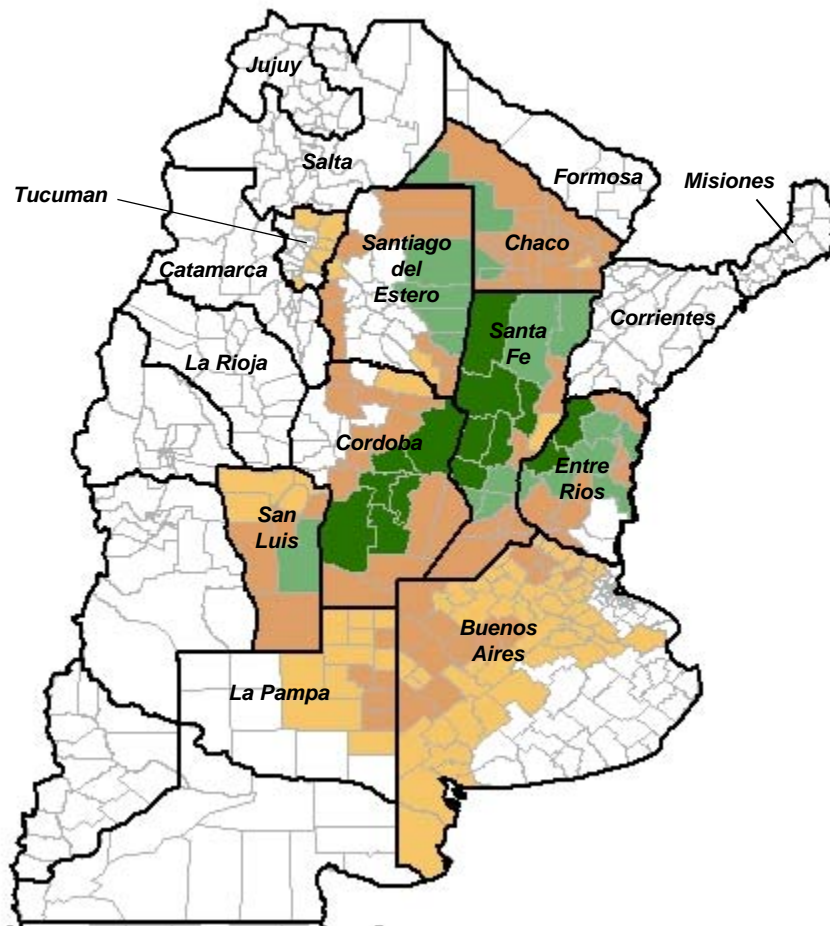 Jujuy
Salta
Formosa
Misiones
Tucuman
Chaco
Santiago
del
Estero
Catamarca
Corrientes
Santa
Fe
La Rioja
Cordoba
Entre
Rios
San
Luis
Buenos
Aires
La Pampa